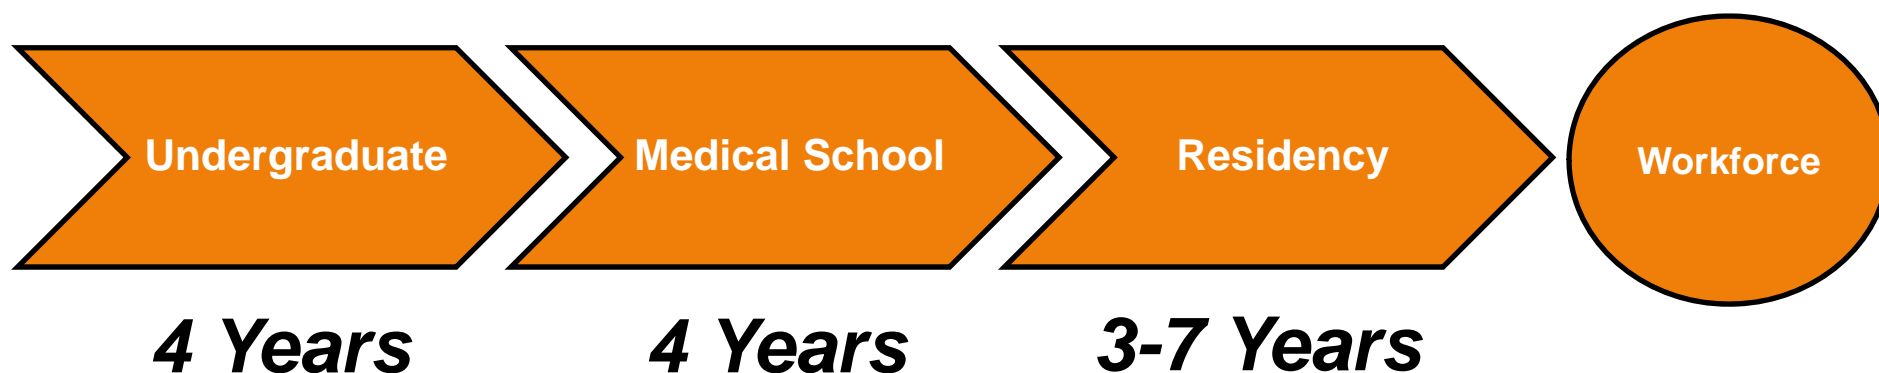 Undergraduate
Medical School
Residency
Workforce
4 Years
4 Years
3-7 Years